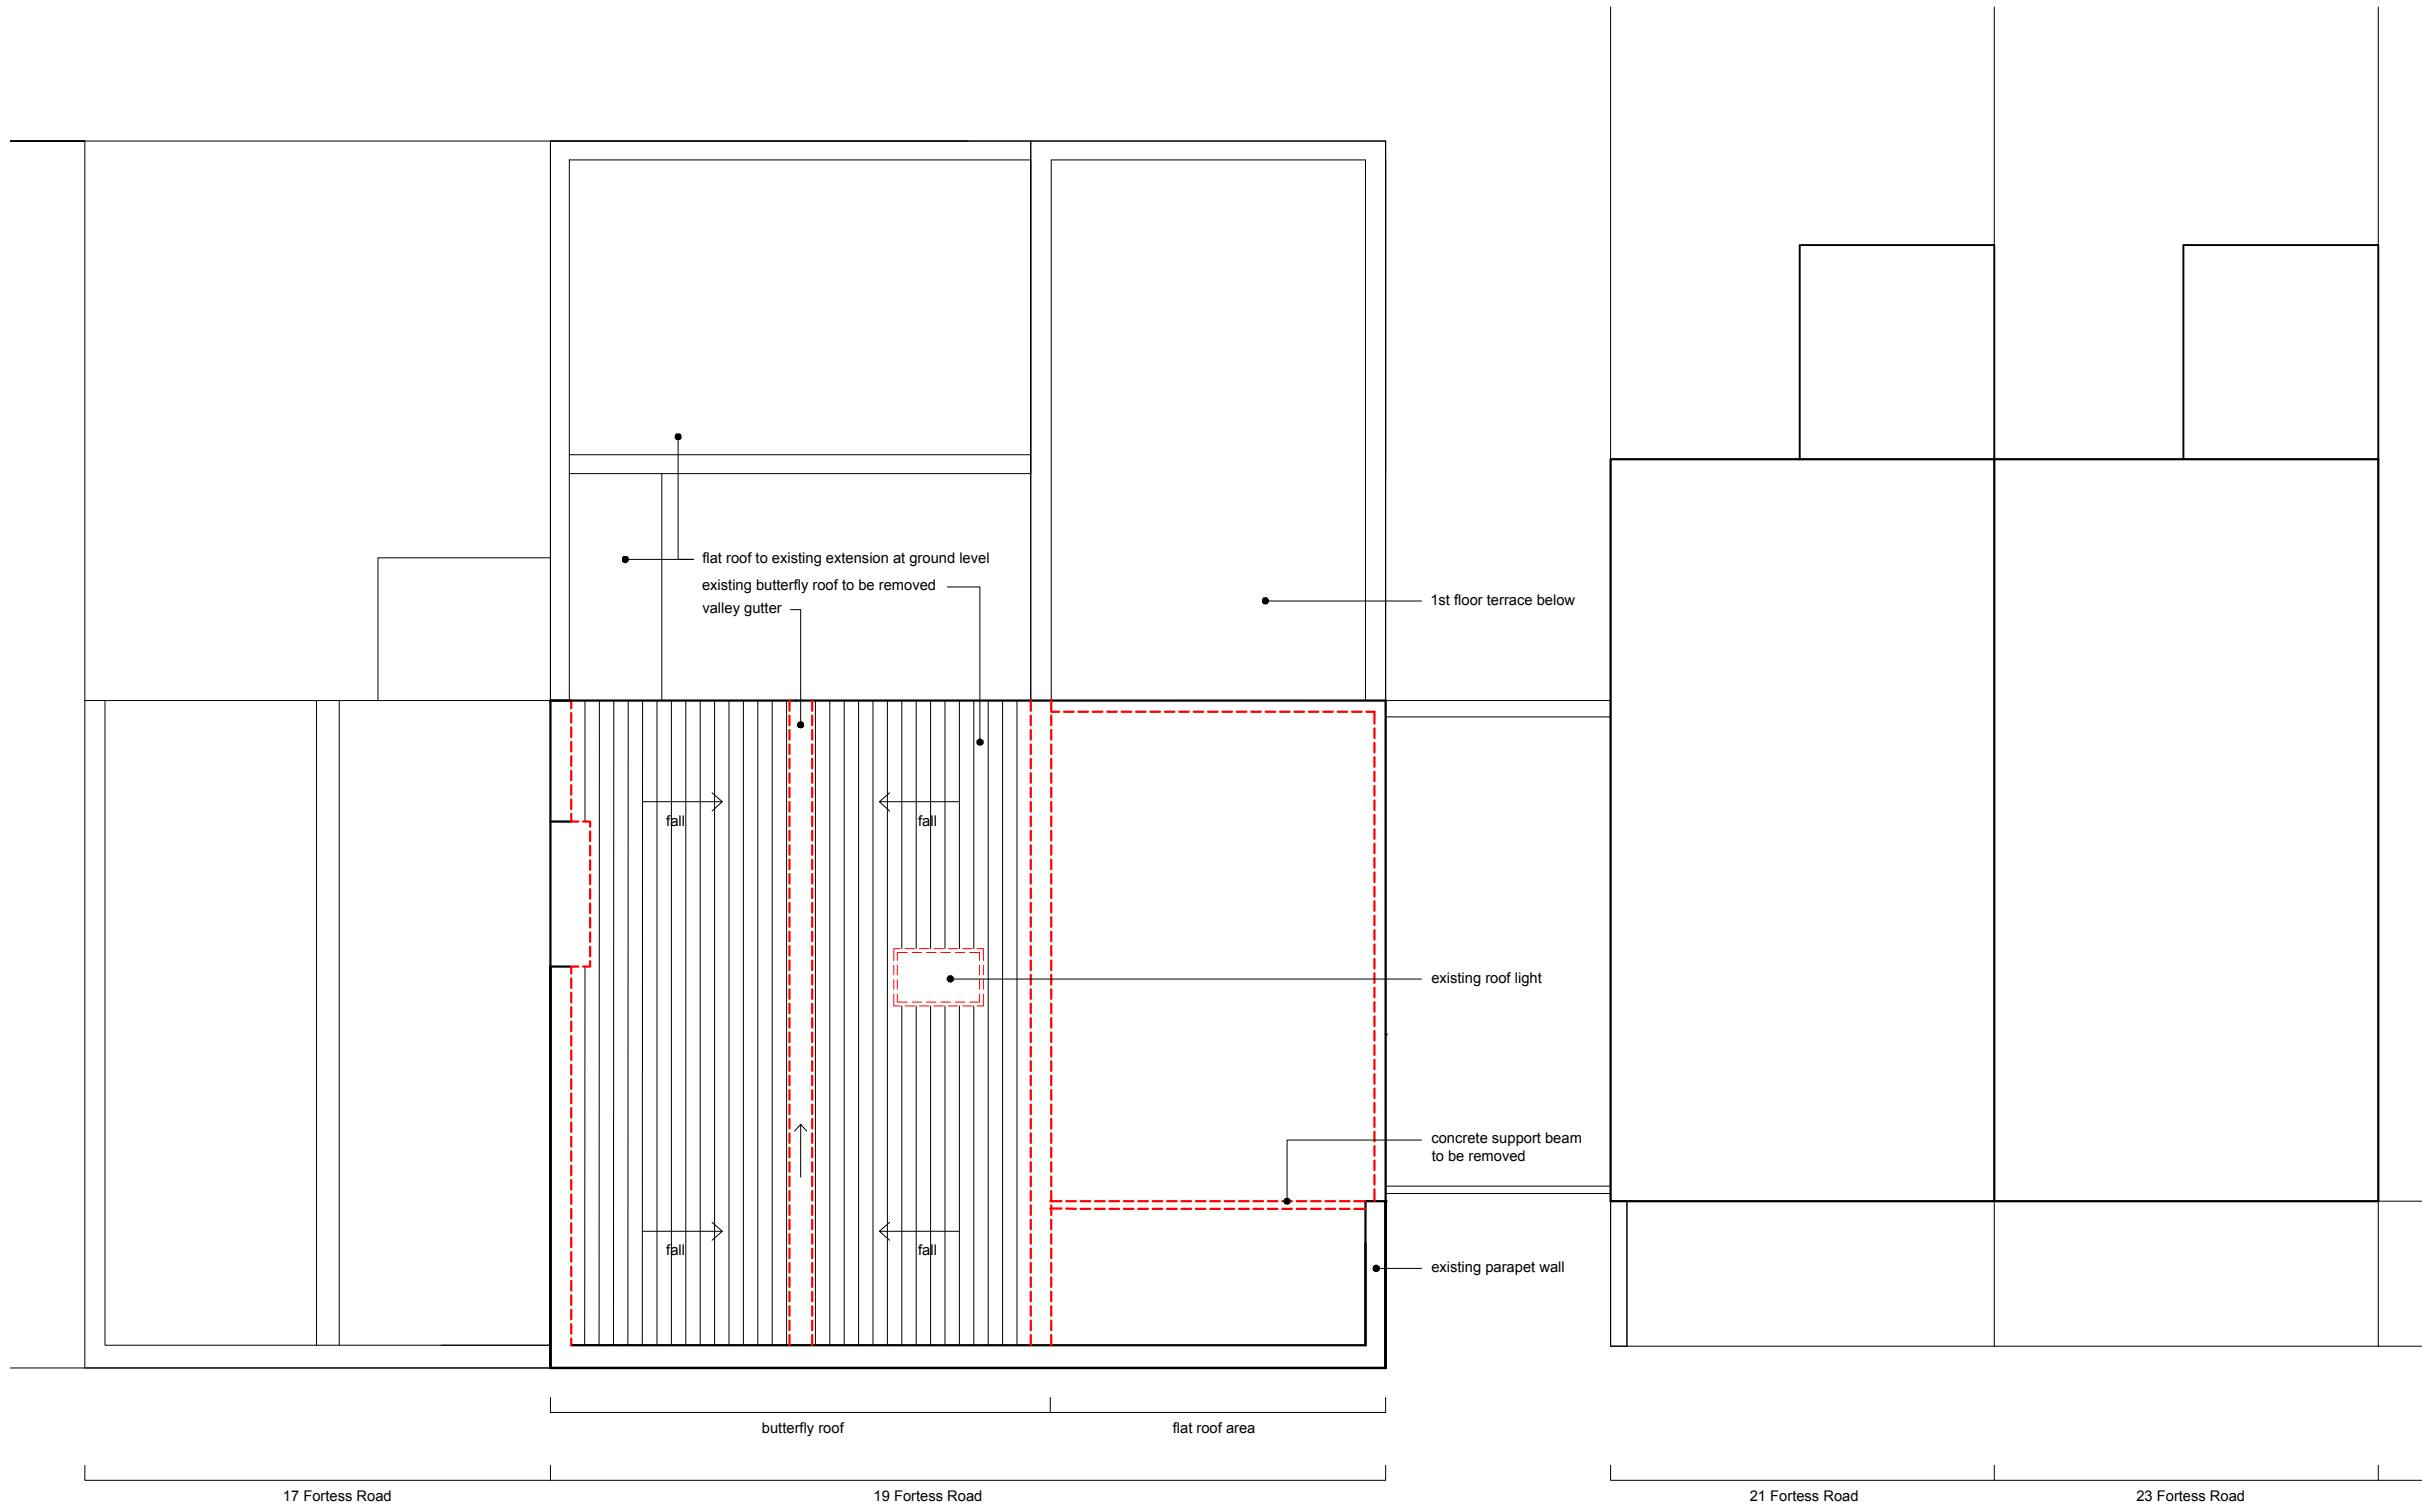 flat roof to existing extension at ground level
existing butterfly roof to be removed
valley gutter
1st floor terrace below
fall
fall
existing roof light
concrete support beam
to be removed
fall
fall
existing parapet wall
butterfly roof
flat roof area
17 Fortess Road
19 Fortess Road
21 Fortess Road
23 Fortess Road